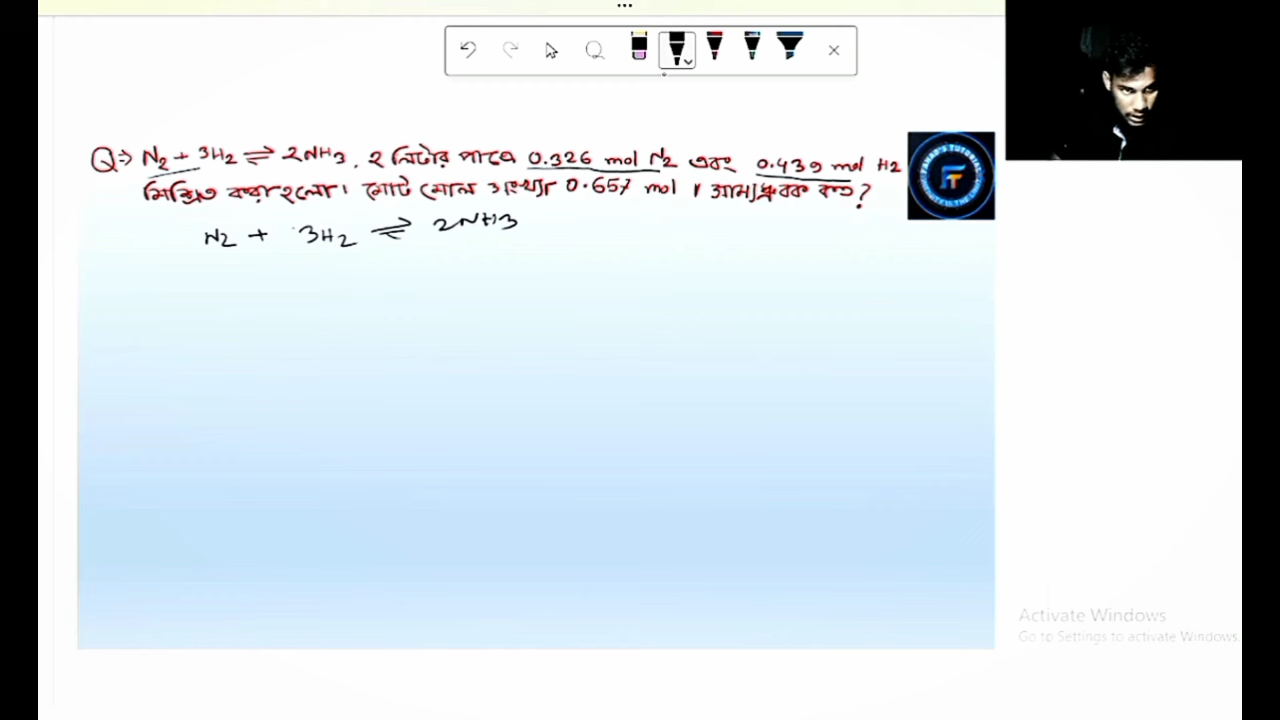 Q:→ N2 + 3H2 ⇌ 2NH3, ২ লিটার পাত্রে 0.326 mol N2 এবং 0.439 mol H2
মিশ্রিত করা হলো। মোট মোল সংখ্যা 0.657 mol। সাম্যধ্রুবক কত?
N2 + 3H2 ⇌ 2NH3
Activate Windows
Go to Settings to activate Windows.